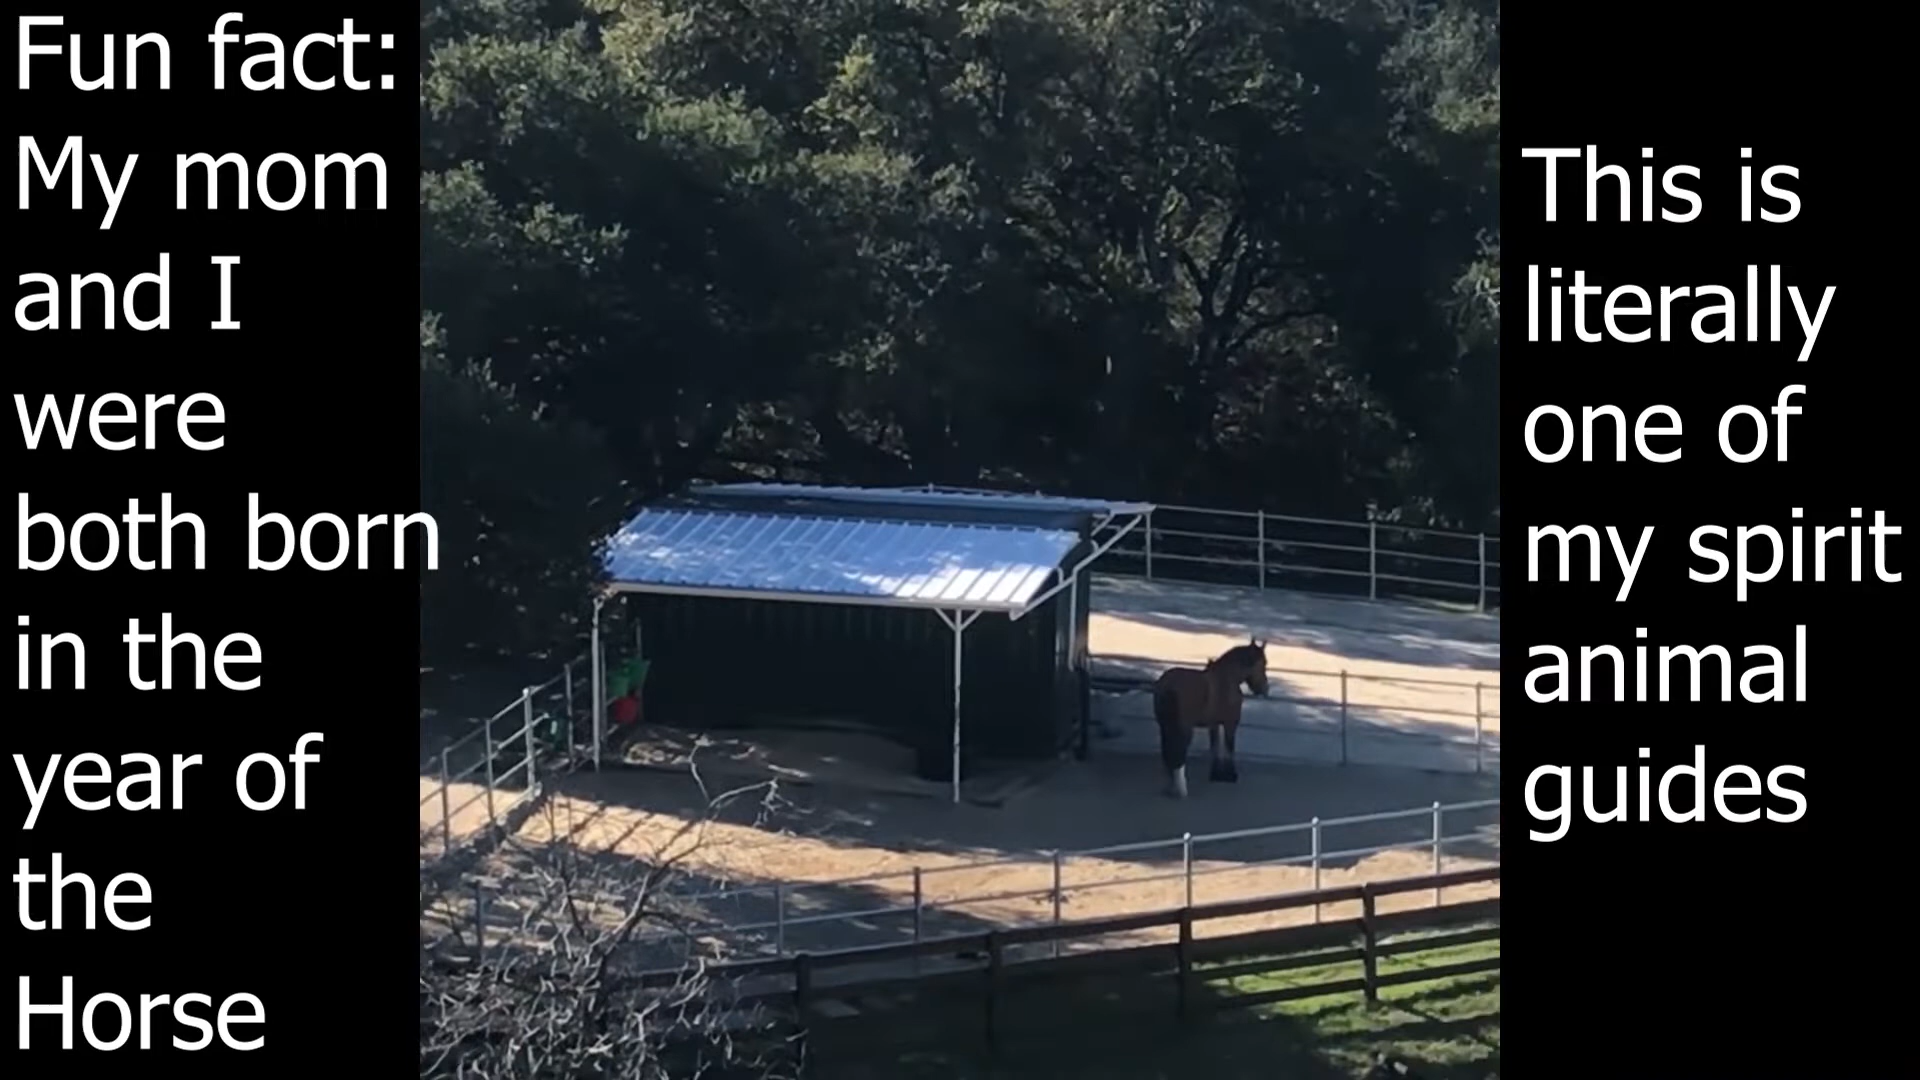 Fun fact:
My mom
and I
were
both born
in the
year of
the
Horse
This is
literally
one of
my spirit
animal
guides